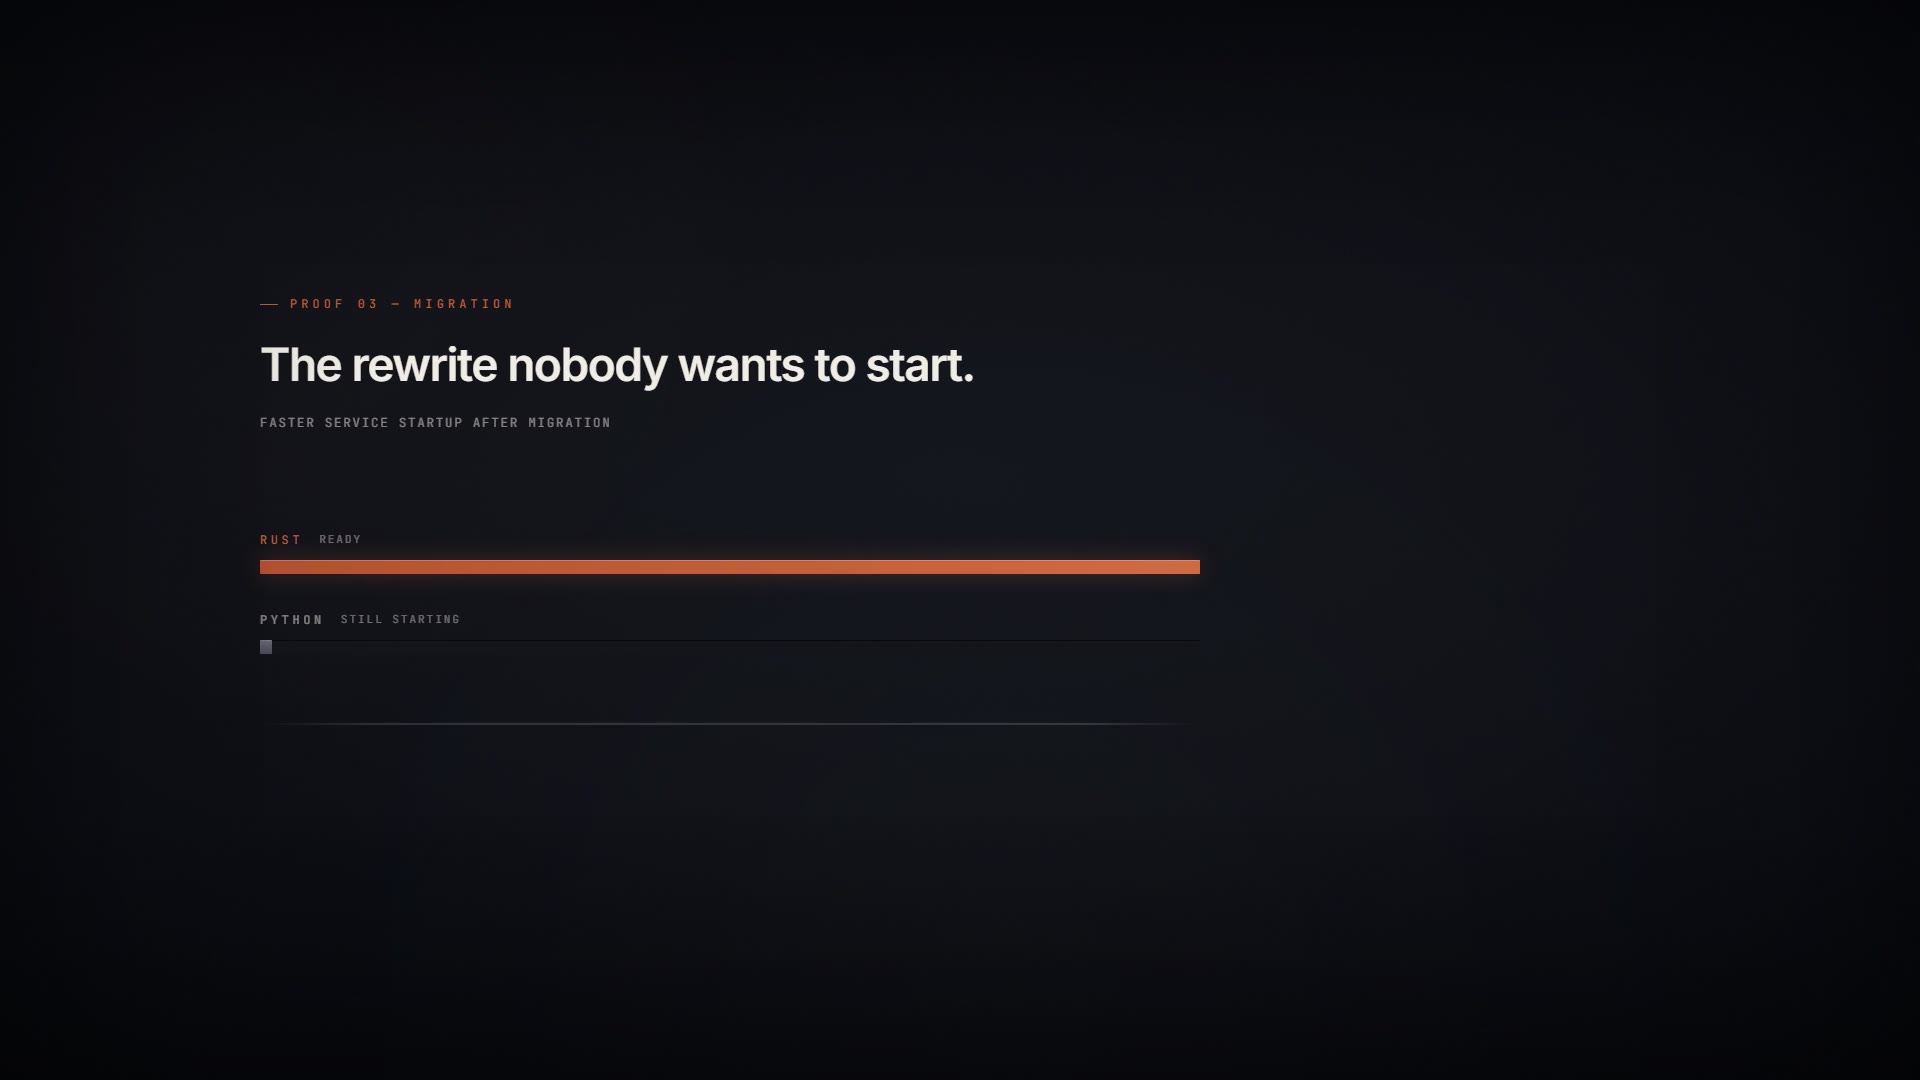 PROOF 03 — MIGRATION
The rewrite nobody wants to start.
FASTER SERVICE STARTUP AFTER MIGRATION
RUST READY
PYTHON STILL STARTING